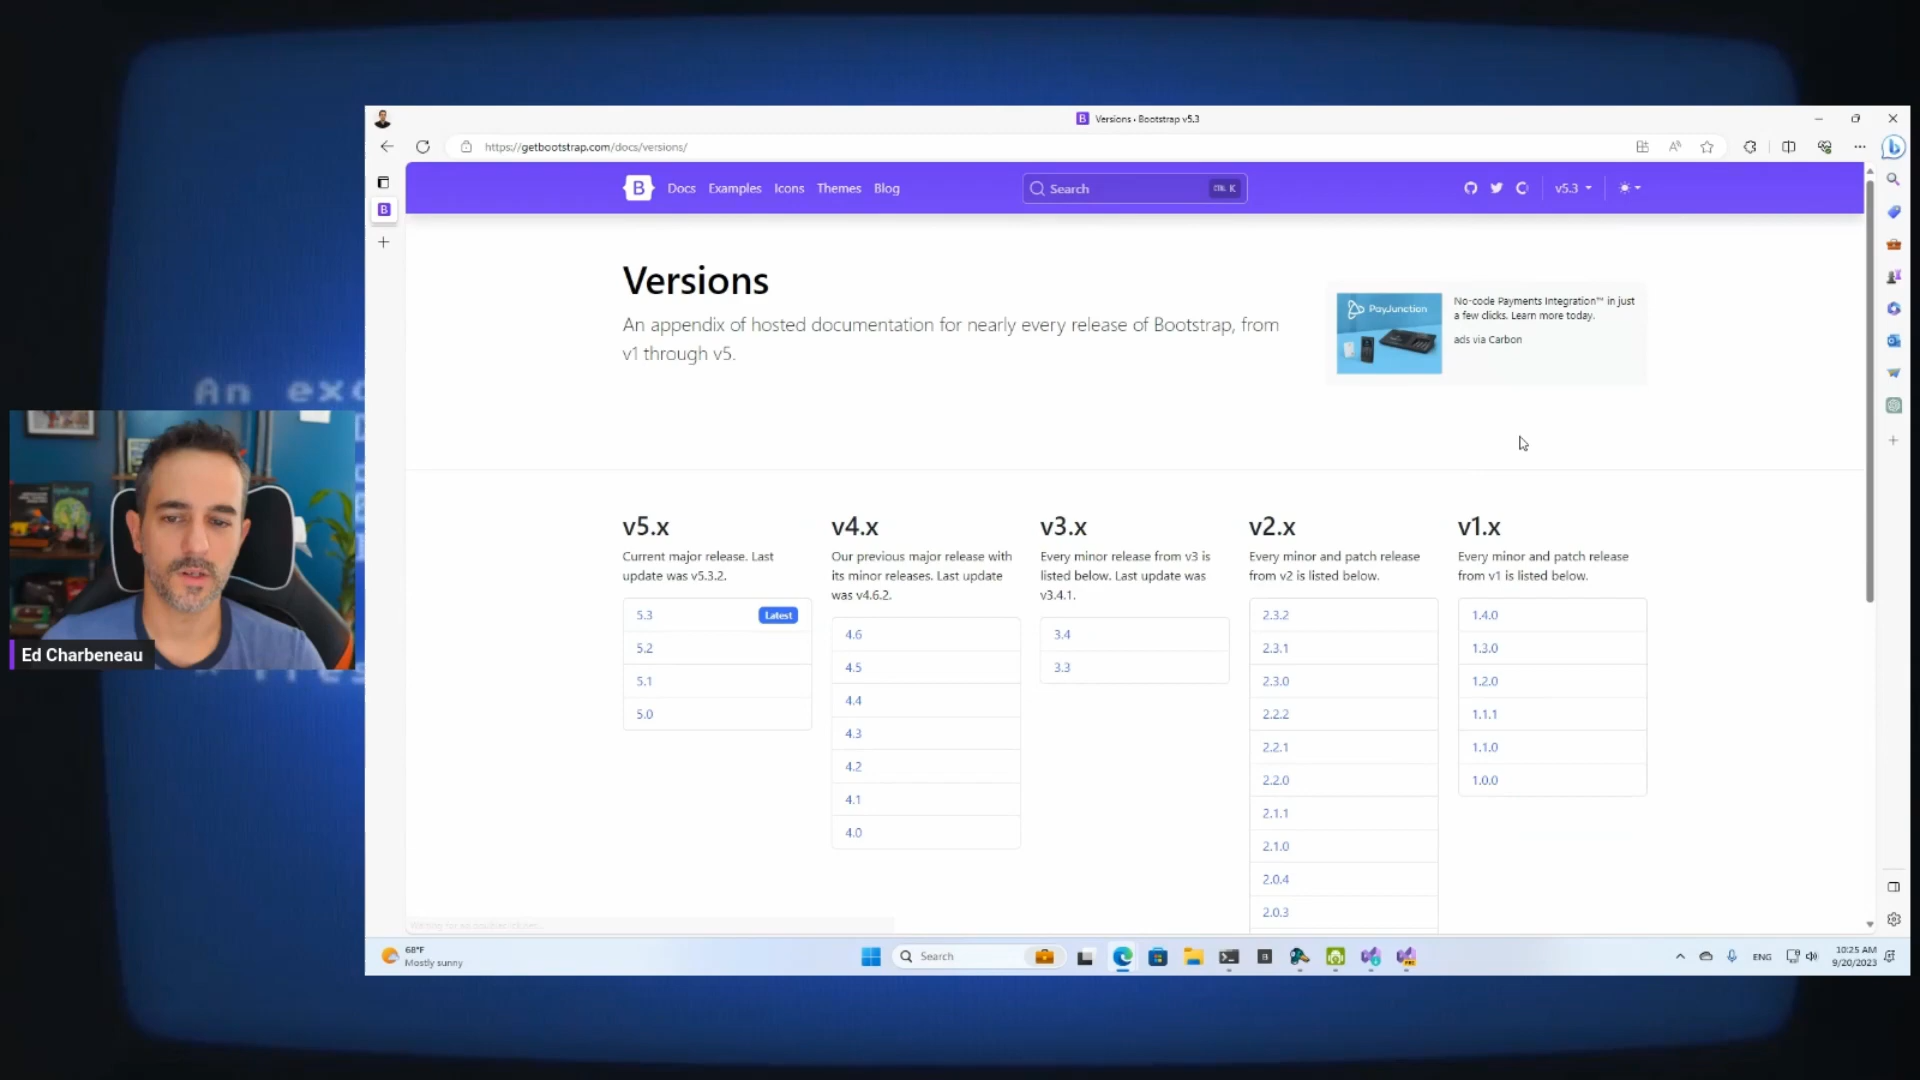 Versions · Bootstrap v5.3
https://getbootstrap.com/docs/versions/
B
Docs Examples Icons Themes Blog
Search CTRL K
v5.3
Versions
An appendix of hosted documentation for nearly every release of Bootstrap, from
v1 through v5.
PayJunction
No-code Payments Integration™ in just
a few clicks. Learn more today.
ads via Carbon
An exc
v5.x
Current major release. Last
update was v5.3.2.
5.3 Latest
5.2
5.1
5.0
v4.x
Our previous major release with
its minor releases. Last update
was v4.6.2.
4.6
4.5
4.4
4.3
4.2
4.1
4.0
v3.x
Every minor release from v3 is
listed below. Last update was
v3.4.1.
3.4
3.3
v2.x
Every minor and patch release
from v2 is listed below.
2.3.2
2.3.1
2.3.0
2.2.2
2.2.1
2.2.0
2.1.1
2.1.0
2.0.4
2.0.3
v1.x
Every minor and patch release
from v1 is listed below.
1.4.0
1.3.0
1.2.0
1.1.1
1.1.0
1.0.0
Ed Charbeneau
68°F
Mostly sunny
Search
ENG
10:25 AM
9/20/2023